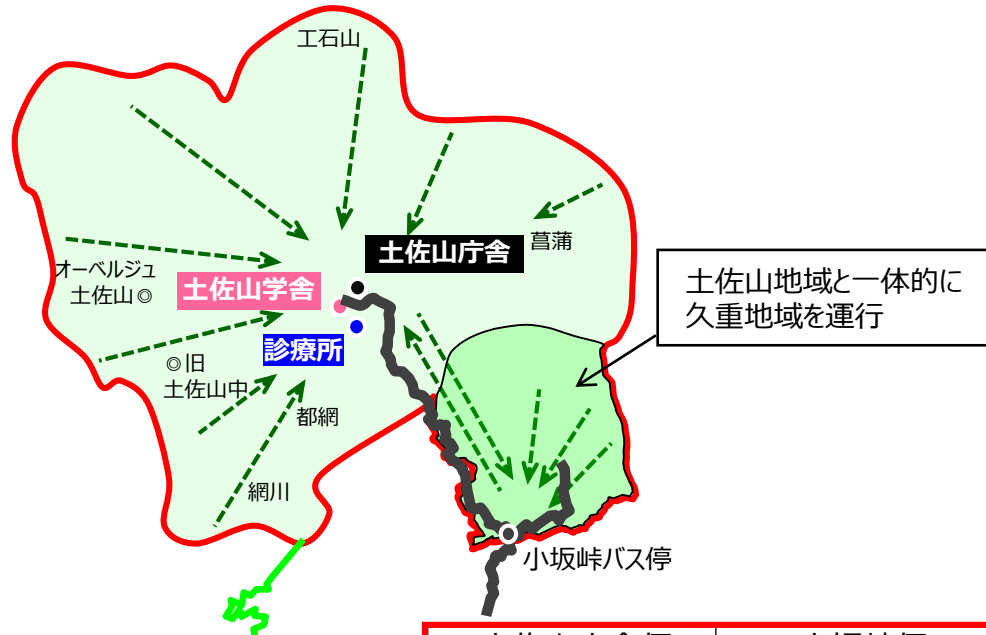 工石山
菖蒲
土佐山庁舎
オーベルジュ
土佐山◎
土佐山学舎
土佐山地域と一体的に
久重地域を運行
診療所
◎旧
土佐山中
都網
網川
小坂峠バス停